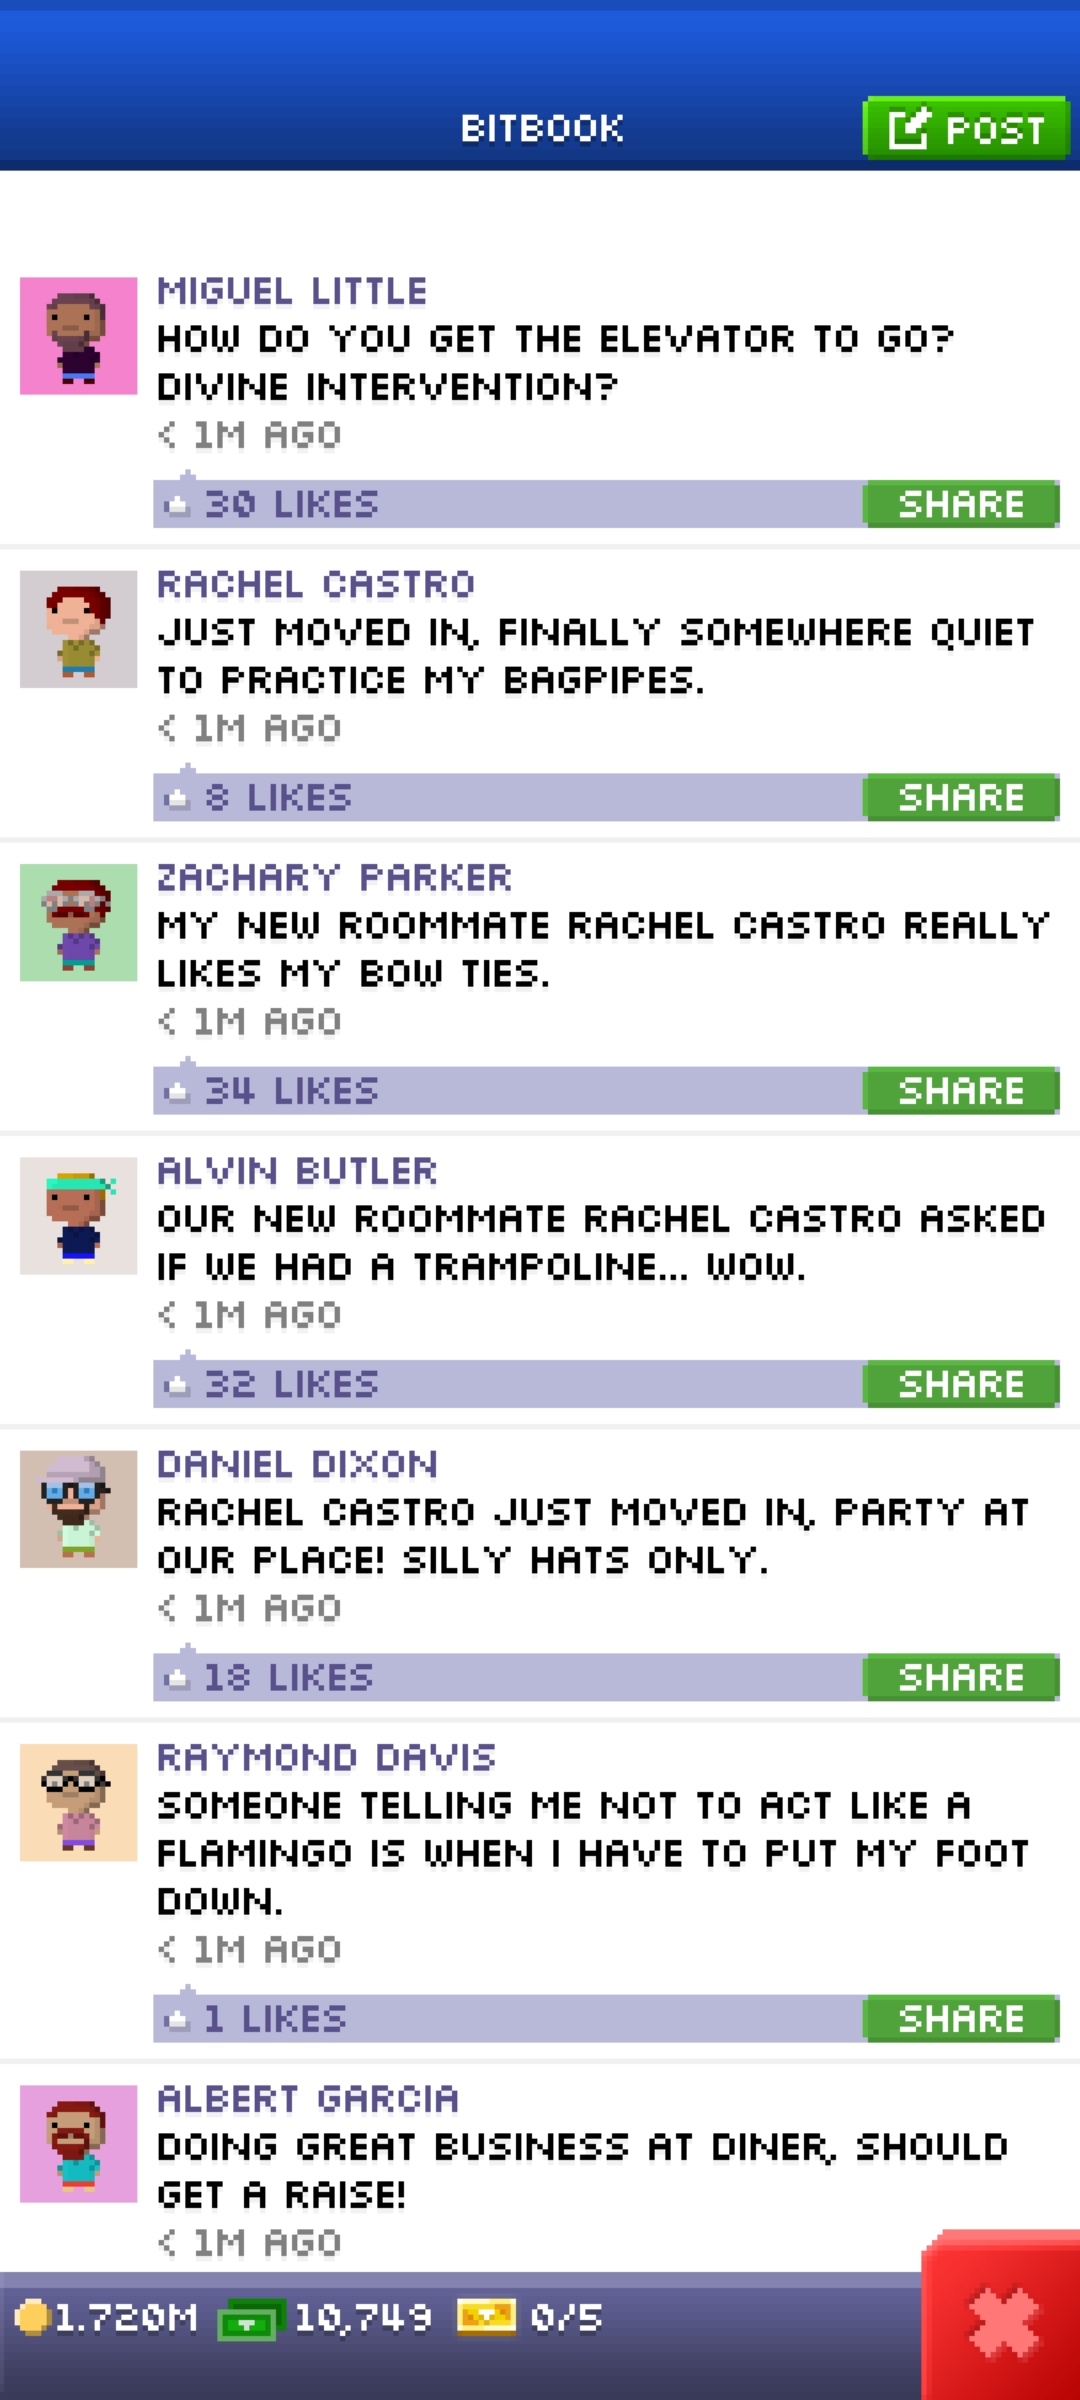 BITBOOK
POST
MIGUEL LITTLE
HOW DO YOU GET THE ELEVATOR TO GO?
DIVINE INTERVENTION?
< 1M AGO
30 LIKES
SHARE
RACHEL CASTRO
JUST MOVED IN, FINALLY SOMEWHERE QUIET
TO PRACTICE MY BAGPIPES.
< 1M AGO
8 LIKES
SHARE
ZACHARY PARKER
MY NEW ROOMMATE RACHEL CASTRO REALLY
LIKES MY BOW TIES.
< 1M AGO
34 LIKES
SHARE
ALVIN BUTLER
OUR NEW ROOMMATE RACHEL CASTRO ASKED
IF WE HAD A TRAMPOLINE... WOW.
< 1M AGO
32 LIKES
SHARE
DANIEL DIXON
RACHEL CASTRO JUST MOVED IN, PARTY AT
OUR PLACE! SILLY HATS ONLY.
< 1M AGO
18 LIKES
SHARE
RAYMOND DAVIS
SOMEONE TELLING ME NOT TO ACT LIKE A
FLAMINGO IS WHEN I HAVE TO PUT MY FOOT
DOWN.
< 1M AGO
1 LIKES
SHARE
ALBERT GARCIA
DOING GREAT BUSINESS AT DINER, SHOULD
GET A RAISE!
< 1M AGO
1.720M 10,749 0/5